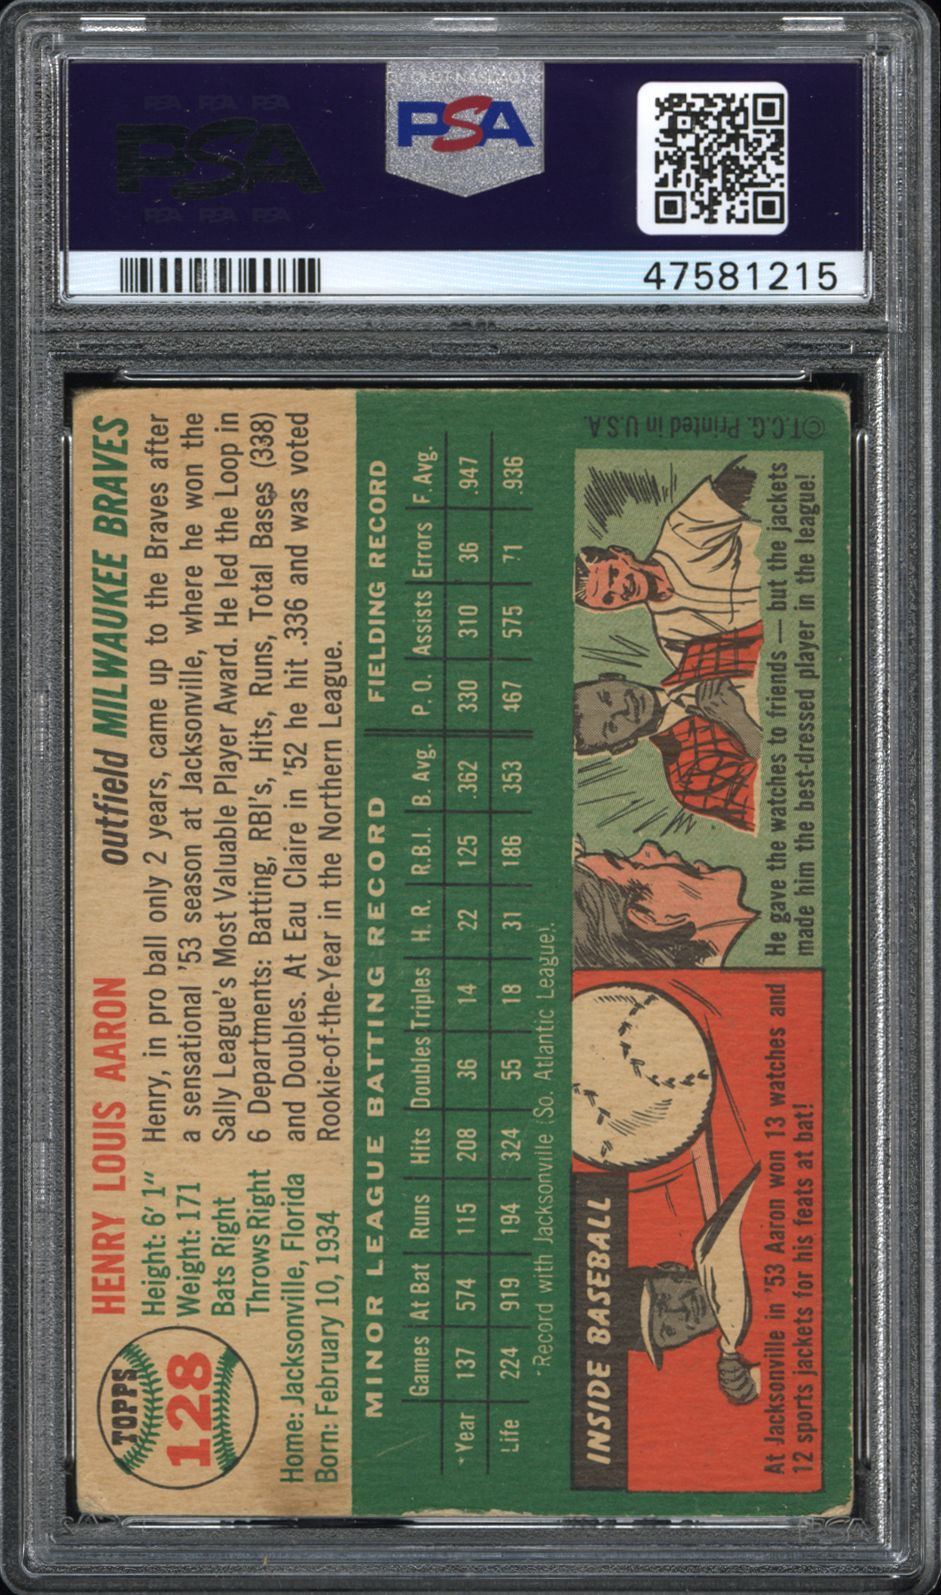 PSA
PSA
47581215
TOPPS
128
HENRY LOUIS AARON
outfield MILWAUKEE BRAVES
Height: 6' 1"
Weight: 171
Bats Right
Throws Right
Home: Jacksonville, Florida
Born: February 10, 1934
Henry, in pro ball only 2 years, came up to the Braves after
a sensational '53 season at Jacksonville, where he won the
Sally League's Most Valuable Player Award. He led the Loop in
6 Departments: Batting, RBI's, Hits, Runs, Total Bases (338)
and Doubles. At Eau Claire in '52 he hit .336 and was voted
Rookie-of-the-Year in the Northern League.
MINOR LEAGUE BATTING RECORD FIELDING RECORD
Games At Bat Runs Hits Doubles Triples H. R. R.B.I. B. Avg. P. O. Assists Errors F. Avg.
*Year 137 574 115 208 36 14 22 125 .362 330 310 36 .947
Life 224 919 194 324 55 18 31 186 .353 467 575 71 .936
*Record with Jacksonville (So. Atlantic League).
INSIDE BASEBALL
At Jacksonville in '53 Aaron won 13 watches and
12 sports jackets for his feats at bat!
He gave the watches to friends — but the jackets
made him the best-dressed player in the league!
©T.C.G. Printed in U.S.A.